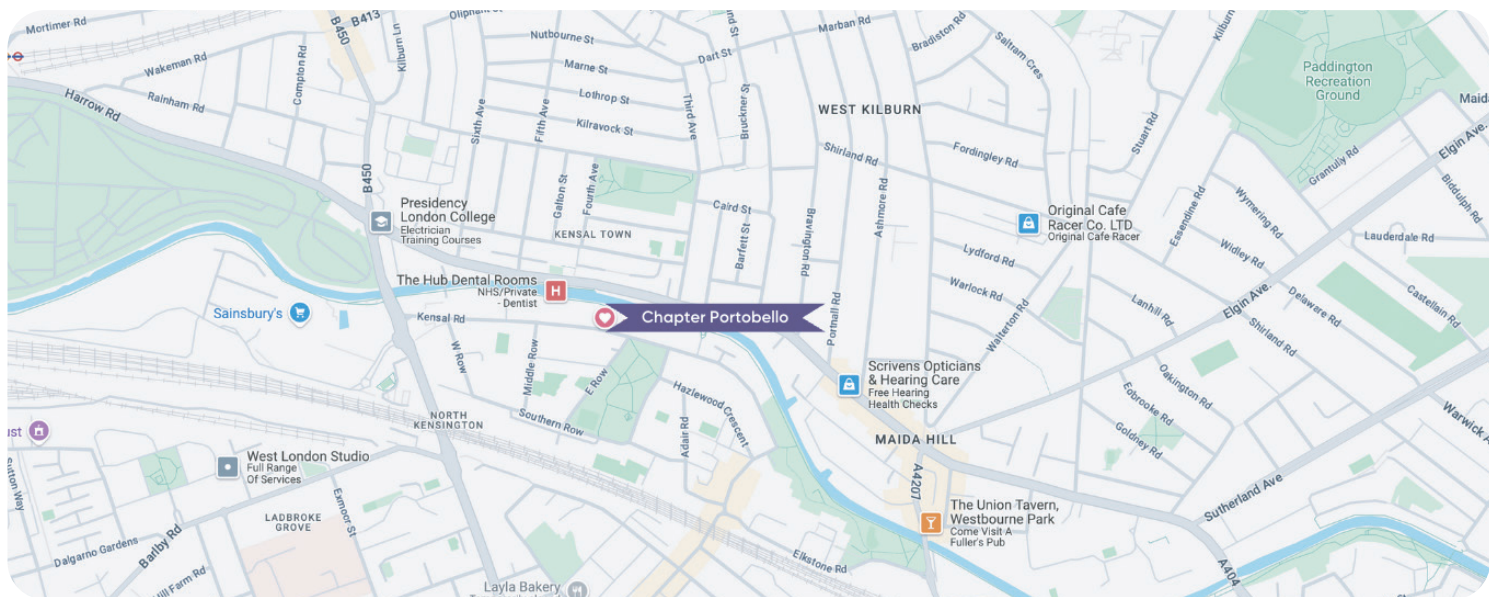 Mortimer Rd
B450
B413
Oliphant St
Kilburn Ln
Nutbourne St
Dart St
Marban Rd
Bradiston Rd
Saltram Cres
Kilburn
Wakeman Rd
Compton Rd
Marne St
Rainham Rd
Harrow Rd
Lothrop St
Kilravock St
Sixth Ave
Fifth Ave
Third Ave
Bruckner St
WEST KILBURN
Paddington
Recreation
Ground
Maida
Elgin Ave.
Stuart Rd
Shirland Rd
Fordingley Rd
Grantully Rd
Biddulph Rd
B450
Presidency
London College
Electrician
Training Courses
Galton St
Fourth Ave
KENSAL TOWN
Caird St
Barfett St
Bravington Rd
Ashmore Rd
Original Cafe
Racer Co. LTD
Original Cafe Racer
Essendine Rd
Wymering Rd
Widley Rd
Lauderdale Rd
Lydford Rd
Warlock Rd
Lanhill Rd
Elgin Ave.
Delaware Rd
Castellain Rd
The Hub Dental Rooms
NHS/Private
- Dentist
H
Sainsbury's
Kensal Rd
Chapter Portobello
Portnall Rd
Walterton Rd
Shirland Rd
W Row
Middle Row
E Row
Hazlewood Crescent
Scrivens Opticians
& Hearing Care
Free Hearing
Health Checks
Oakington Rd
Eobrooke Rd
Goldney Rd
Warwick A
NORTH
KENSINGTON
Southern Row
Adair Rd
MAIDA HILL
A4207
ust
Sutton Way
West London Studio
Full Range
Of Services
Exmoor St
LADBROKE
GROVE
Barlby Rd
Dalgarno Gardens
Hill Farm Rd
Sutherland Ave
The Union Tavern,
Westbourne Park
Come Visit A
Fuller's Pub
Elkstone Rd
A404
Layla Bakery